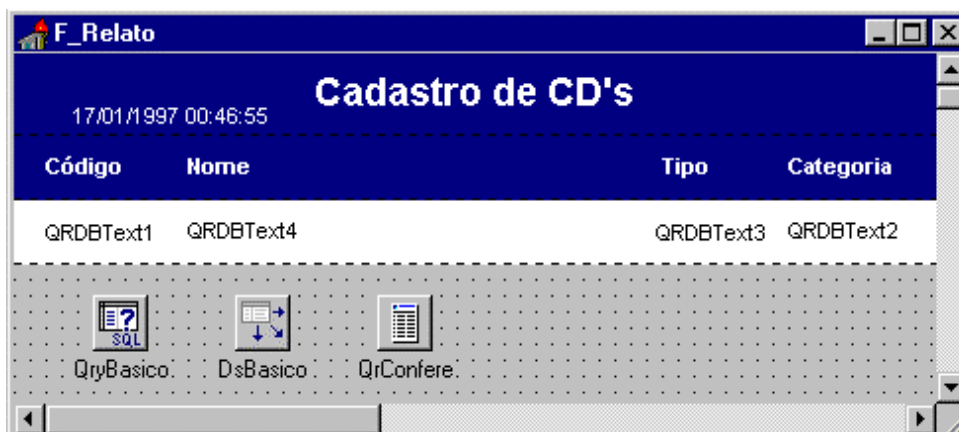 F_Relato
Cadastro de CD's
17/01/1997 00:46:55
Código Nome Tipo Categoria
QRDBText1 QRDBText4 QRDBText3 QRDBText2
SQL
QryBasico DsBasico QrConfere